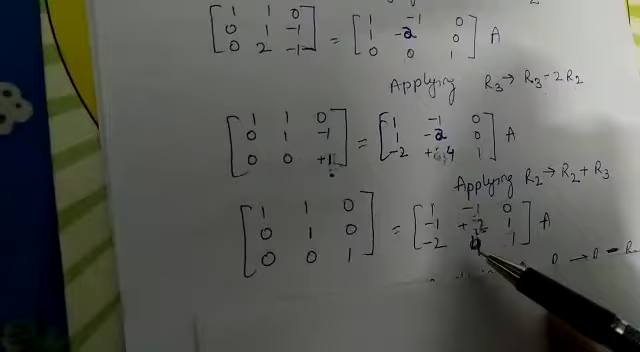 [1 1 0] = [1 -1 0] A
[0 1 -1] [1 -2 0]
[0 2 -1] [0 0 1]
Applying R3 → R3 - 2R2
[1 1 0] = [1 -1 0] A
[0 1 -1] [1 -2 0]
[0 0 +1] [-2 +4 1]
Applying R2 → R2 + R3
[1 1 0] = [1 -1 0] A
[0 1 0] [-1 +2 1]
[0 0 1] [-2 4 1]